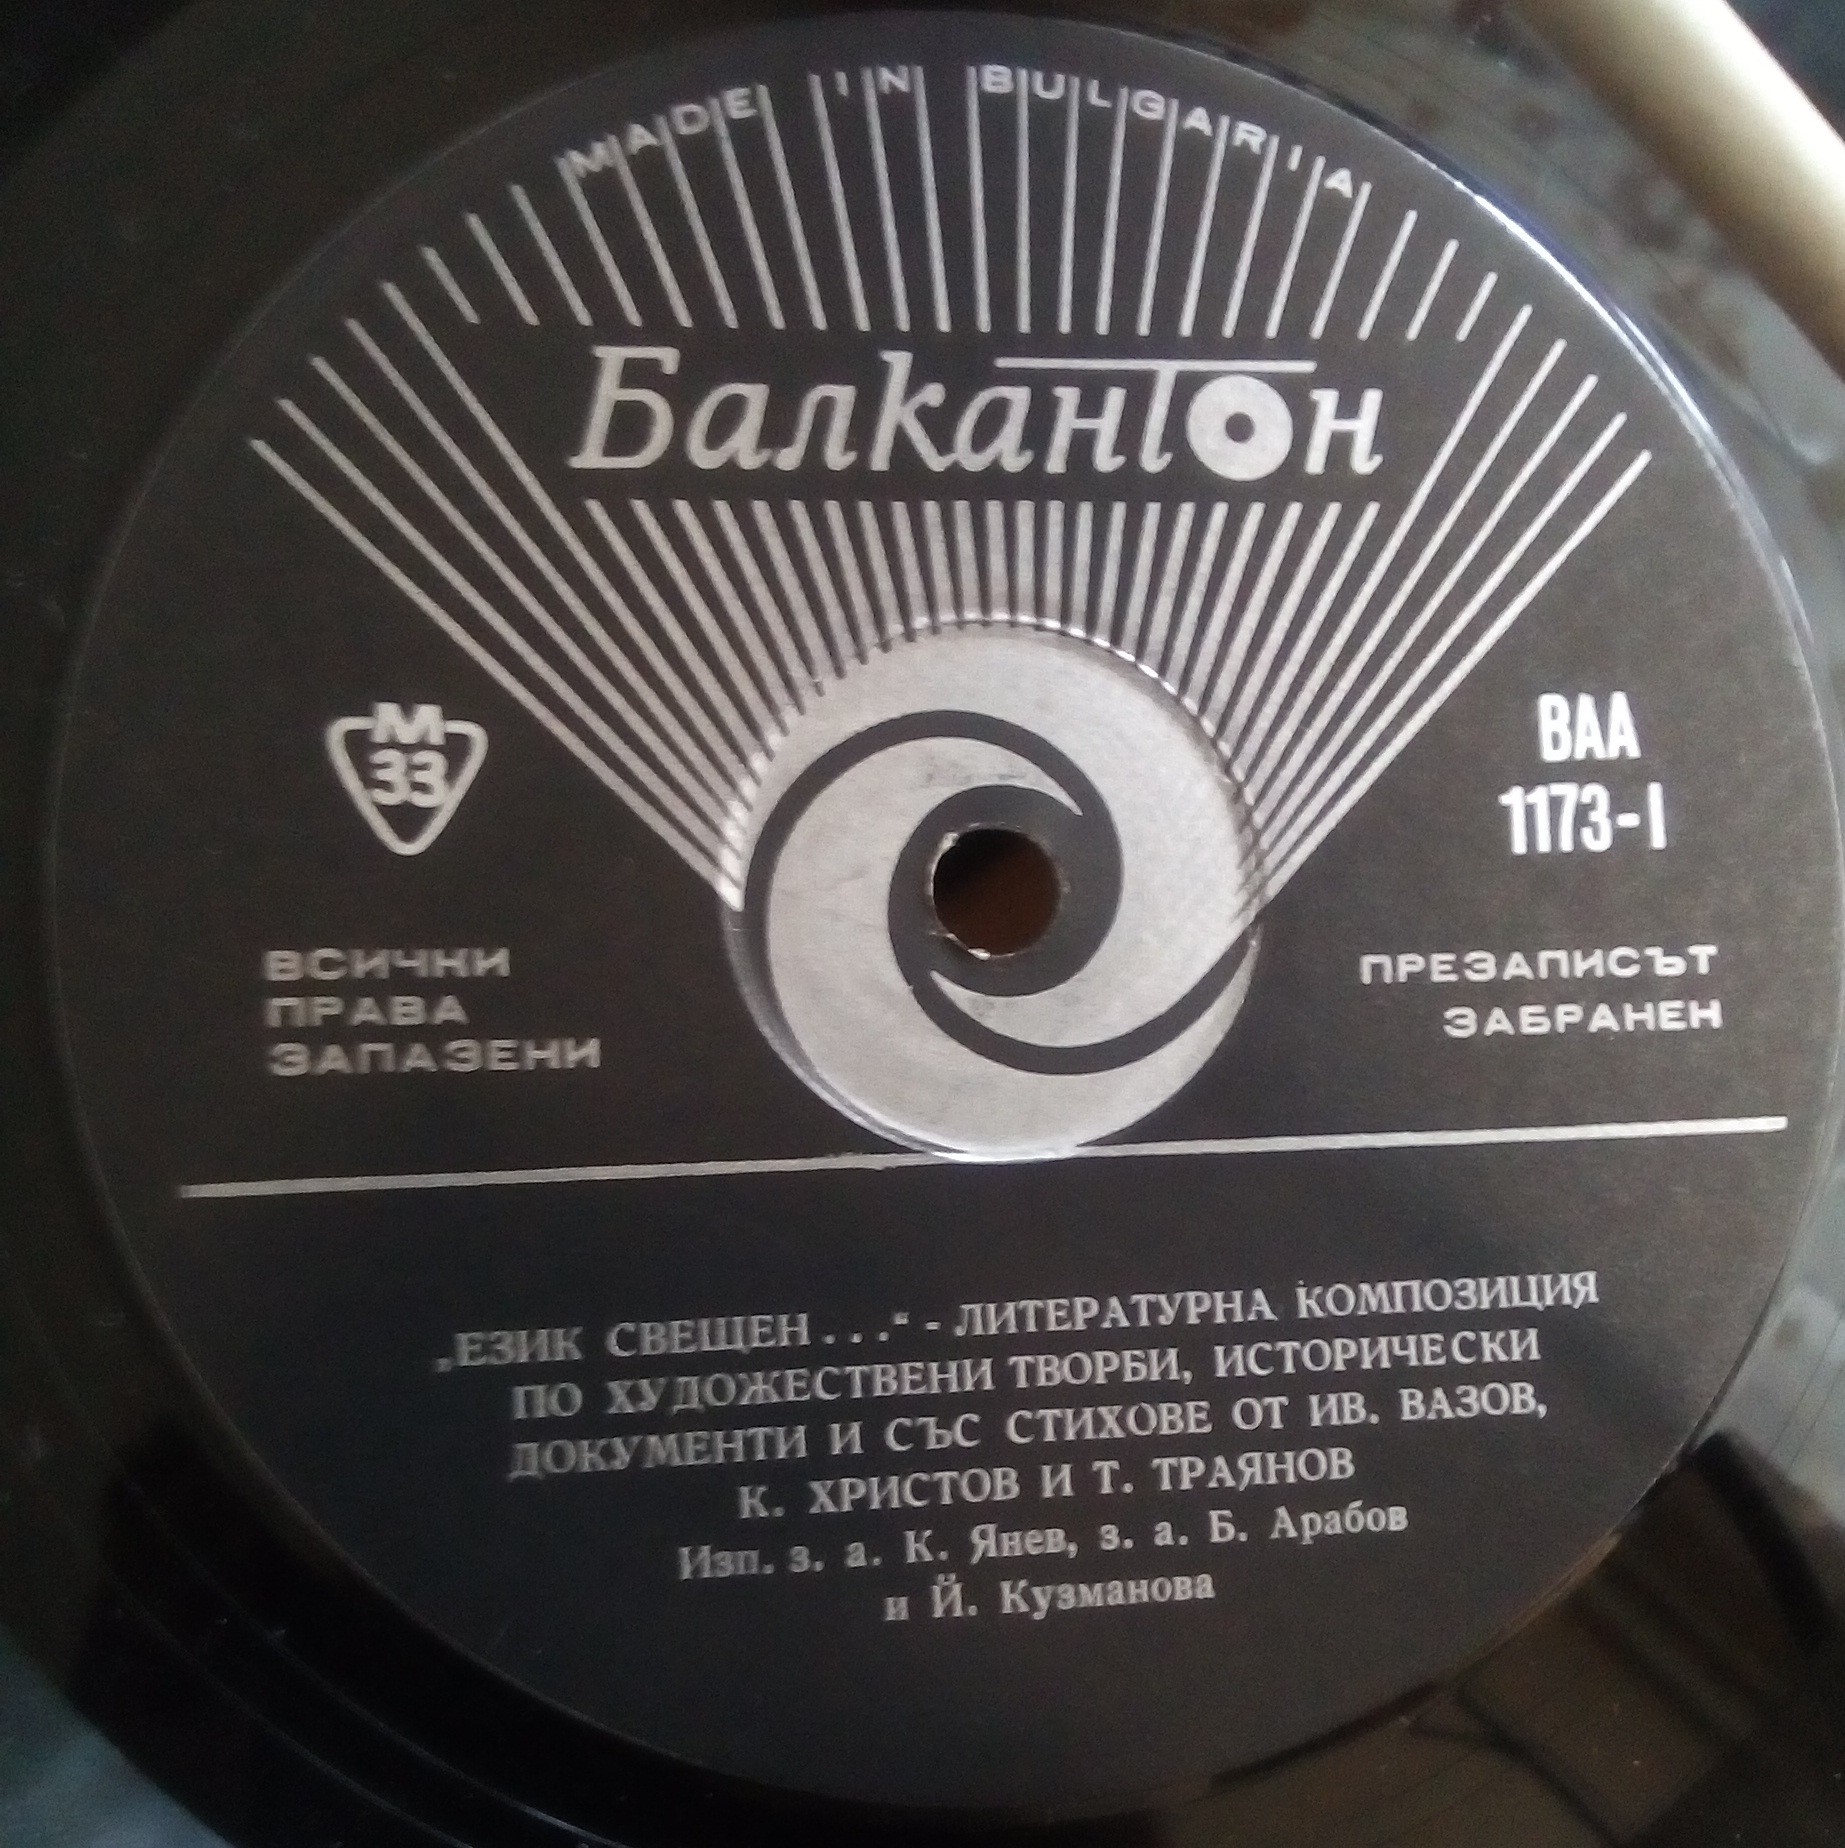 MADE IN BULGARIA
Балкантон
М
33
ВАА
1173-I
ВСИЧКИ
ПРАВА
ЗАПАЗЕНИ
ПРЕЗАПИСЪТ
ЗАБРАНЕН
„ЕЗИК СВЕЩЕН...“ - ЛИТЕРАТУРНА КОМПОЗИЦИЯ
ПО ХУДОЖЕСТВЕНИ ТВОРБИ, ИСТОРИЧЕСКИ
ДОКУМЕНТИ И СЪС СТИХОВЕ ОТ ИВ. ВАЗОВ,
К. ХРИСТОВ И Т. ТРАЯНОВ
Изп. з. а. К. Янев, з. а. Б. Арабов
и Й. Кузманова